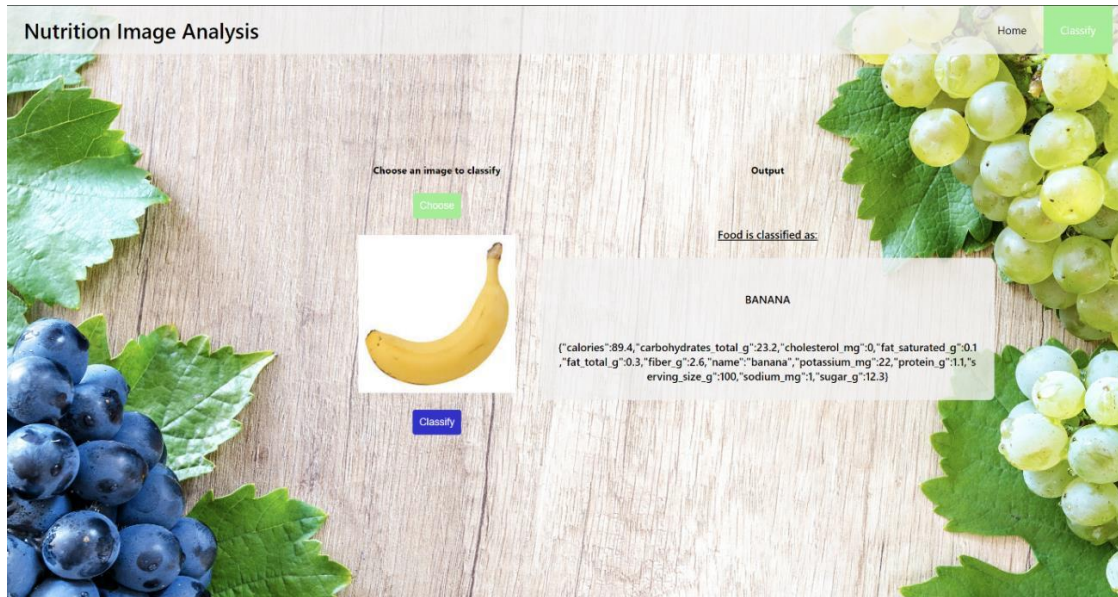 Nutrition Image Analysis
Home
Classify
Choose an image to classify
Choose
Classify
Output
Food is classified as:
BANANA
{"calories":89.4,"carbohydrates_total_g":23.2,"cholesterol_mg":0,"fat_saturated_g":0.1
,"fat_total_g":0.3,"fiber_g":2.6,"name":"banana","potassium_mg":22,"protein_g":1.1,"s
erving_size_g":100,"sodium_mg":1,"sugar_g":12.3}